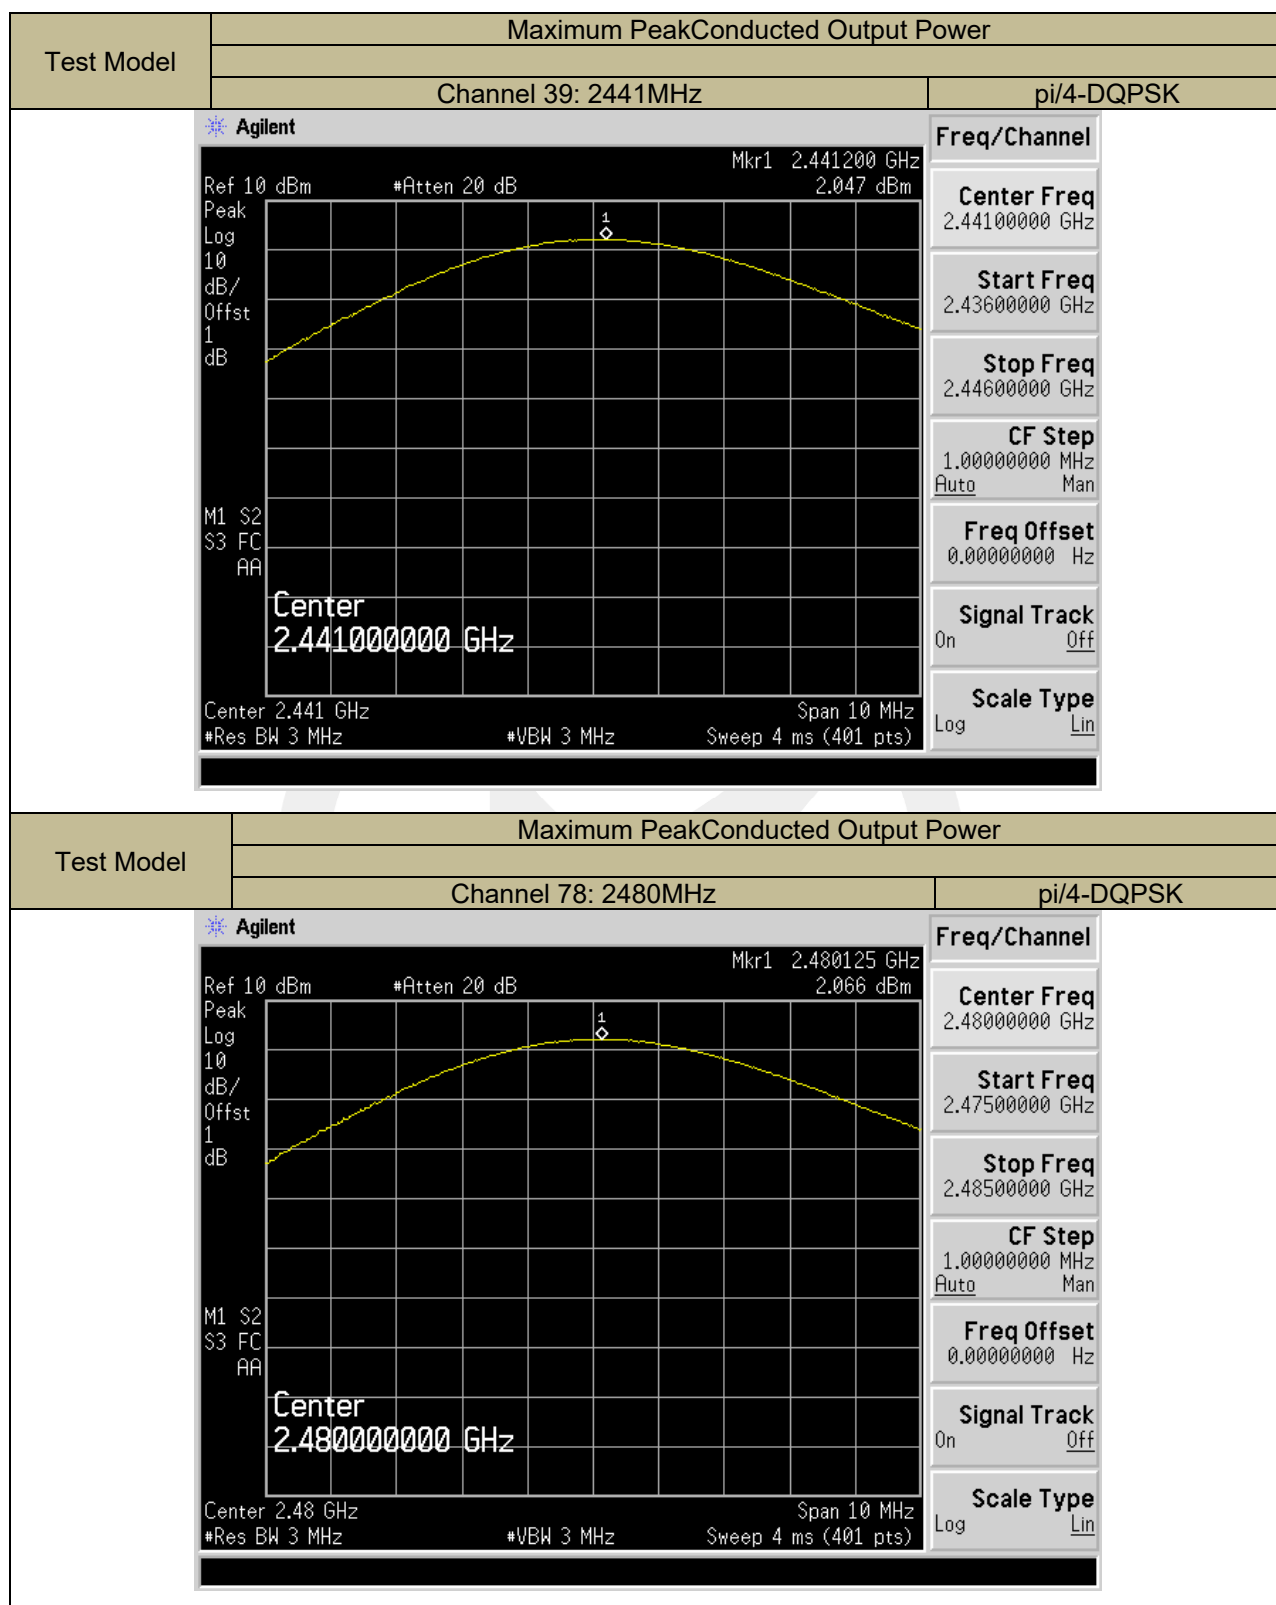 Test Model
Maximum PeakConducted Output Power
Channel 39: 2441MHz
pi/4-DQPSK
Agilent
Freq/Channel
Mkr1 2.441200 GHz
Ref 10 dBm #Atten 20 dB 2.047 dBm
Peak
Log
10
dB/
Offst
1
dB
1
Center Freq
2.44100000 GHz
Start Freq
2.43600000 GHz
Stop Freq
2.44600000 GHz
CF Step
1.00000000 MHz
Auto Man
M1 S2
S3 FC
AA
Freq Offset
0.00000000 Hz
Center
2.441000000 GHz
Signal Track
On Off
Center 2.441 GHz Span 10 MHz
#Res BW 3 MHz #VBW 3 MHz Sweep 4 ms (401 pts)
Scale Type
Log Lin
Test Model
Maximum PeakConducted Output Power
Channel 78: 2480MHz
pi/4-DQPSK
Agilent
Freq/Channel
Mkr1 2.480125 GHz
Ref 10 dBm #Atten 20 dB 2.066 dBm
Peak
Log
10
dB/
Offst
1
dB
1
Center Freq
2.48000000 GHz
Start Freq
2.47500000 GHz
Stop Freq
2.48500000 GHz
CF Step
1.00000000 MHz
Auto Man
M1 S2
S3 FC
AA
Freq Offset
0.00000000 Hz
Center
2.480000000 GHz
Signal Track
On Off
Center 2.48 GHz Span 10 MHz
#Res BW 3 MHz #VBW 3 MHz Sweep 4 ms (401 pts)
Scale Type
Log Lin